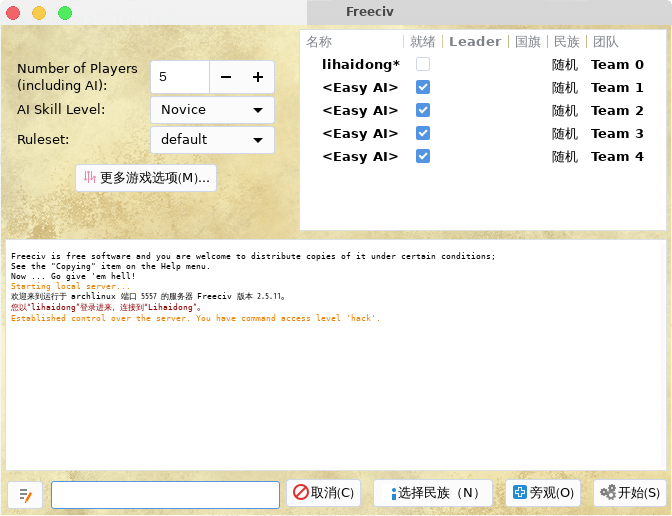 Freeciv
Number of Players
(including AI):
5
AI Skill Level:
Novice
Ruleset:
default
更多游戏选项(M)...
名称 就绪 Leader 国旗 民族 团队
lihaidong* 随机 Team 0
<Easy AI> 随机 Team 1
<Easy AI> 随机 Team 2
<Easy AI> 随机 Team 3
<Easy AI> 随机 Team 4
Freeciv is free software and you are welcome to distribute copies of it under certain conditions;
See the "Copying" item on the Help menu.
Now ... Go give 'em hell!
Starting local server...
欢迎来到运行于 archlinux 端口 5557 的服务器 Freeciv 版本 2.5.11。
您以“lihaidong”登录进来, 连接到“Lihaidong”。
Established control over the server. You have command access level 'hack'.
取消(C)
选择民族（N）
旁观(O)
开始(S)